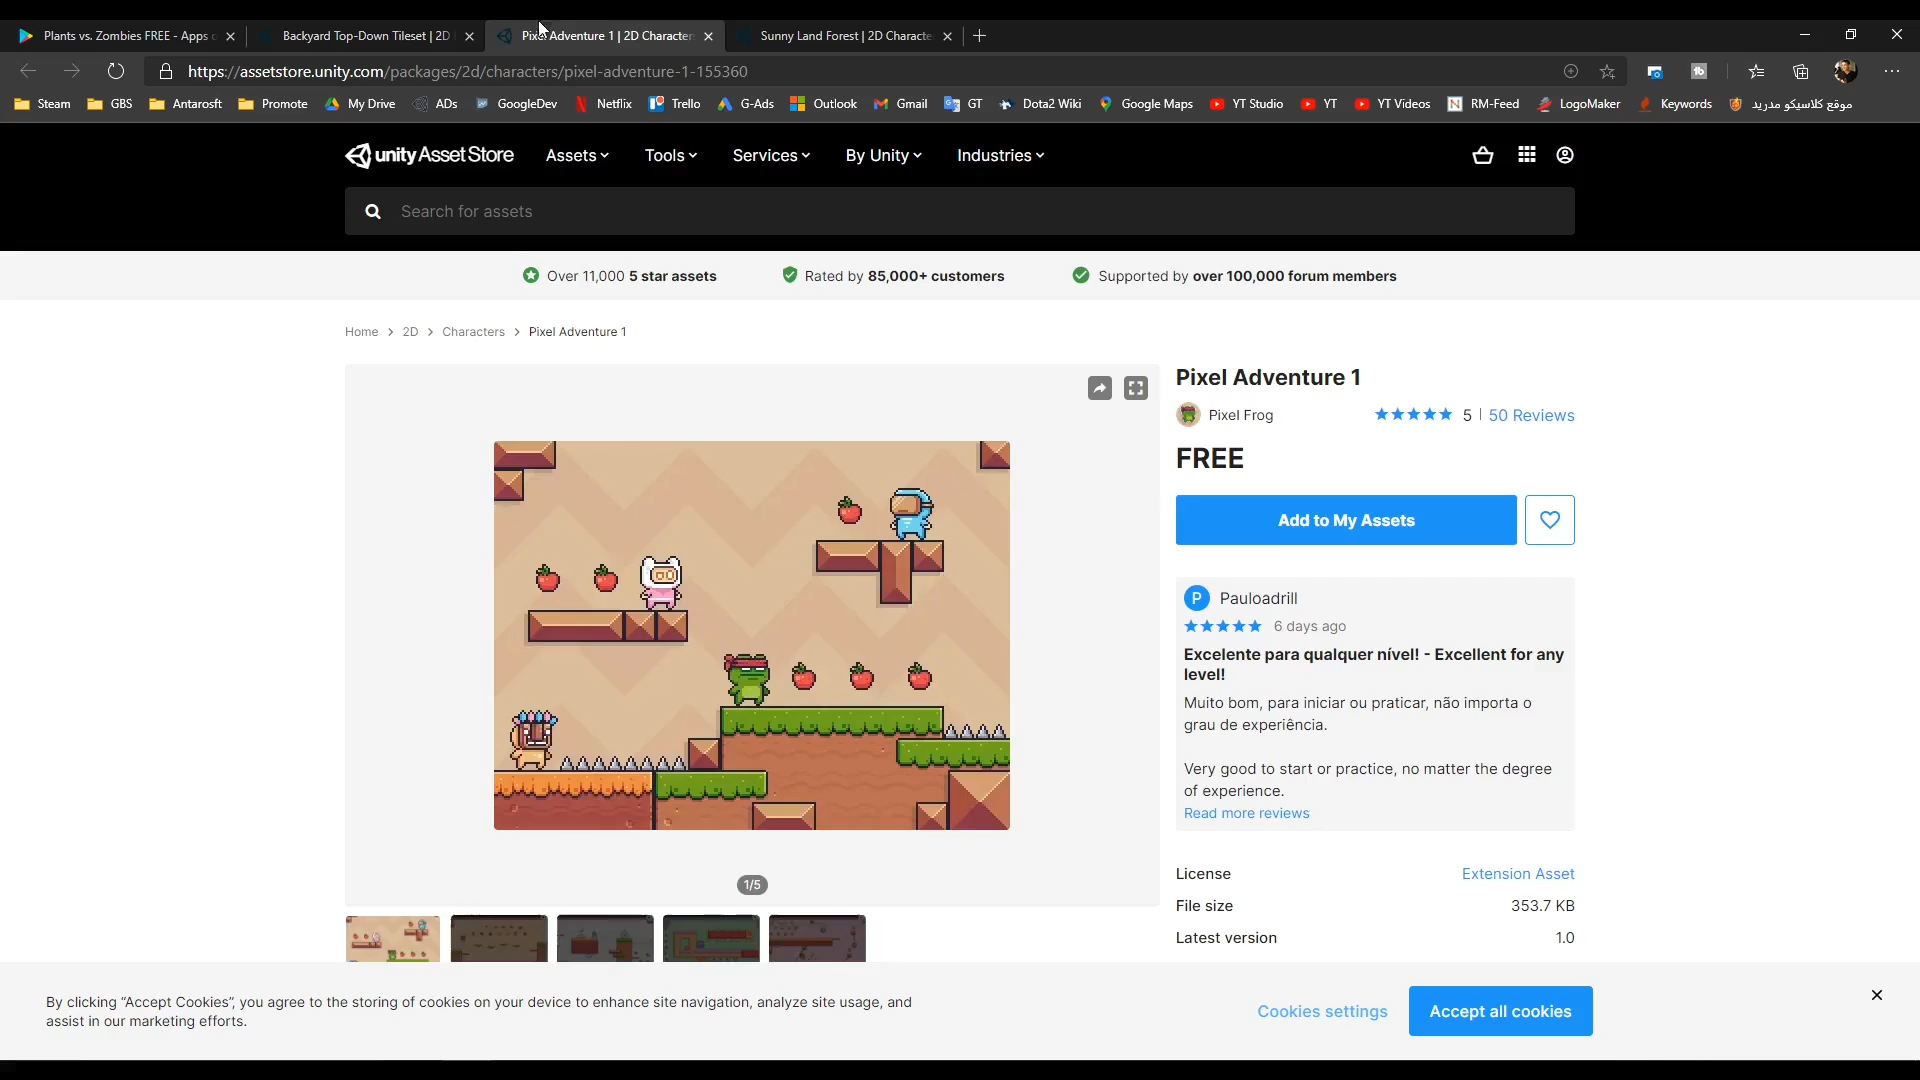 Plants vs. Zombies FREE - Apps
Backyard Top-Down Tileset | 2D
Pixel Adventure 1 | 2D Character
Sunny Land Forest | 2D Characte
https://assetstore.unity.com/packages/2d/characters/pixel-adventure-1-155360
Steam GBS Antarosft Promote My Drive ADs GoogleDev Netflix Trello G-Ads Outlook Gmail GT Dota2 Wiki Google Maps YT Studio YT YT Videos RM-Feed LogoMaker Keywords موقع كلاسيكو مدريد
unity Asset Store Assets Tools Services By Unity Industries
Search for assets
Over 11,000 5 star assets Rated by 85,000+ customers Supported by over 100,000 forum members
Home > 2D > Characters > Pixel Adventure 1
Pixel Adventure 1
Pixel Frog 5 | 50 Reviews
FREE
Add to My Assets
P Pauloadrill
6 days ago
Excelente para qualquer nível! - Excellent for any
level!
Muito bom, para iniciar ou praticar, não importa o
grau de experiência.
Very good to start or practice, no matter the degree
of experience.
Read more reviews
1/5
License Extension Asset
File size 353.7 KB
Latest version 1.0
By clicking “Accept Cookies”, you agree to the storing of cookies on your device to enhance site navigation, analyze site usage, and
assist in our marketing efforts.
Cookies settings
Accept all cookies